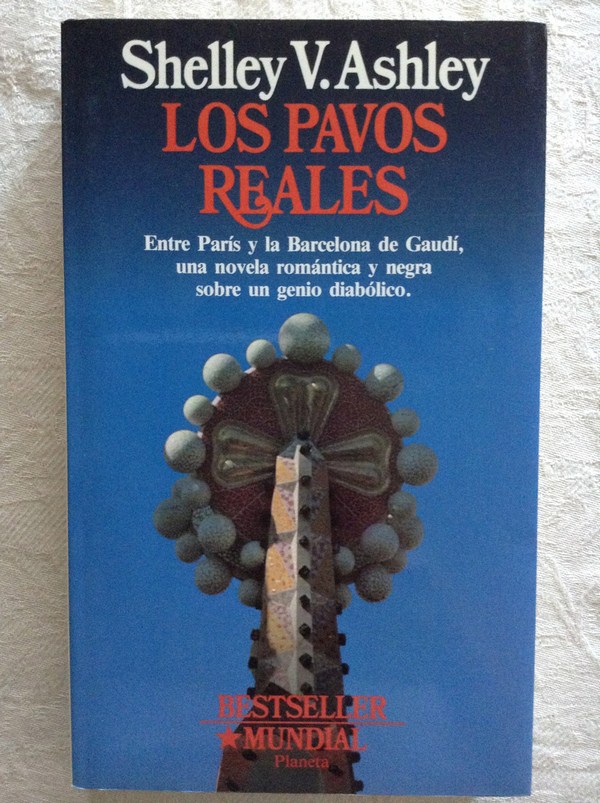 Shelley V. Ashley
LOS PAVOS
REALES
Entre París y la Barcelona de Gaudí,
una novela romántica y negra
sobre un genio diabólico.
BESTSELLER
★MUNDIAL
Planeta